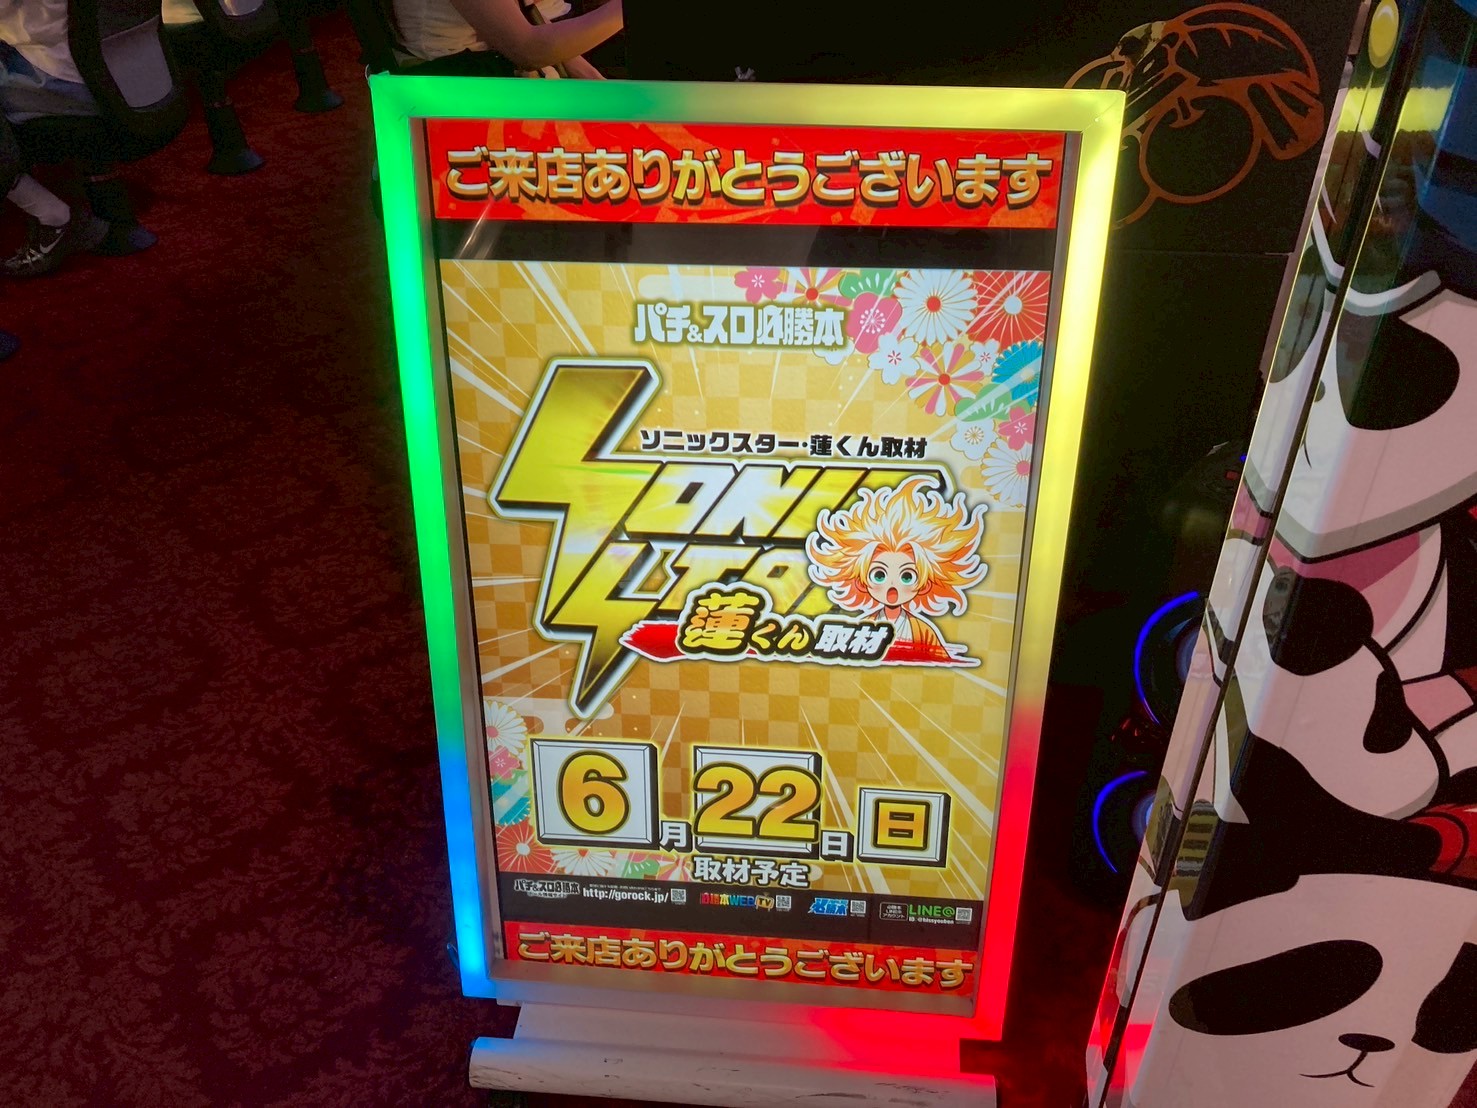 ご来店ありがとうございます
パチ&スロ必勝本
ソニックスター・蓮くん取材
SONIC
蓮くん取材
6月22日 日
取材予定
パチ&スロ必勝本
http://gorock.jp/
必勝本WEB TV
LINE@
ご来店ありがとうございます